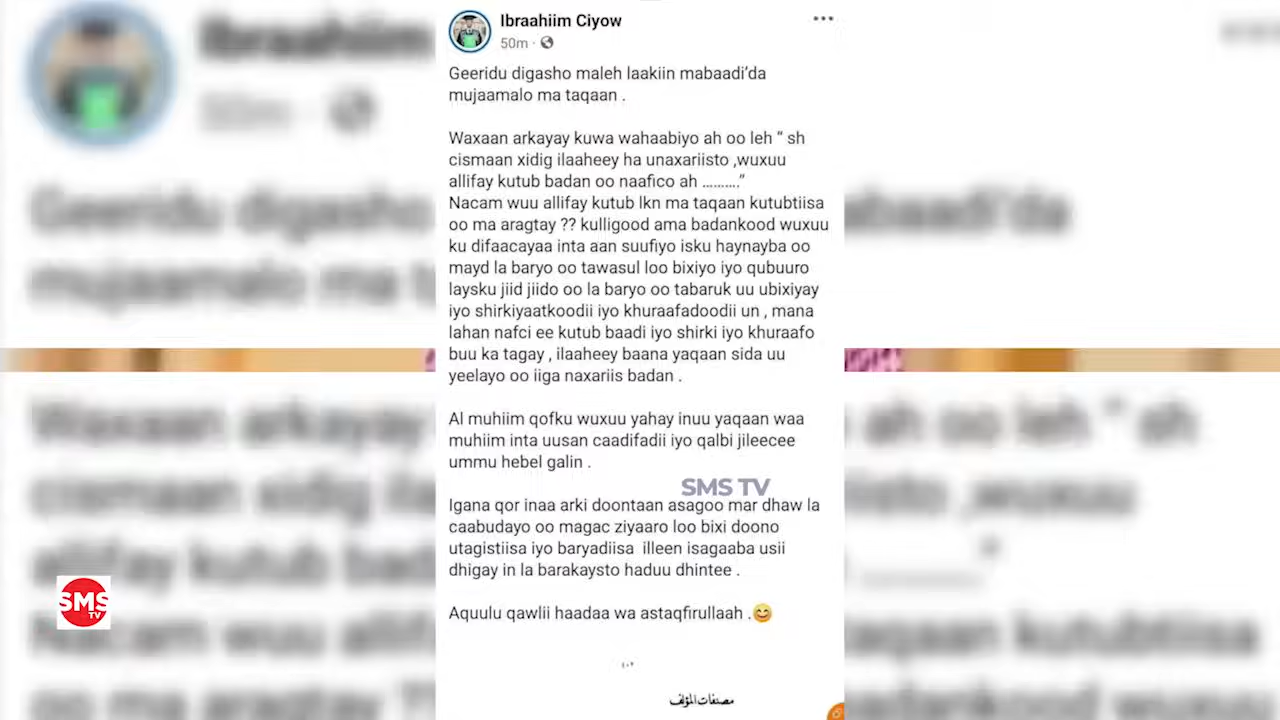 Ibraahiim Ciyow
50m
Geeridu digasho maleh laakiin mabaadi’da
mujaamalo ma taqaan .
Waxaan arkayay kuwa wahaabiyo ah oo leh “ sh
cismaan xidig ilaaheey ha unaxariisto ,wuxuu
allifay kutub badan oo naafico ah ……….”
Nacam wuu allifay kutub lkn ma taqaan kutubtiisa
oo ma aragtay ?? kulligood ama badankood wuxuu
ku difaacayaa inta aan suufiyo isku haynayba oo
mayd la baryo oo tawasul loo bixiyo iyo qubuuro
laysku jiid jiido oo la baryo oo tabaruk uu ubixiyay
iyo shirkiyaatkoodii iyo khuraafadoodii un , mana
lahan nafci ee kutub baadi iyo shirki iyo khuraafo
buu ka tagay , ilaaheey baana yaqaan sida uu
yeelayo oo iiga naxariis badan .
Al muhiim qofku wuxuu yahay inuu yaqaan waa
muhiim inta uusan caadifadii iyo qalbi jileecee
ummu hebel galin .
SMS TV
Igana qor inaa arki doontaan asagoo mar dhaw la
caabudayo oo magac ziyaaro loo bixi doono
utagistiisa iyo baryadiisa illeen isagaaba usii
dhigay in la barakaysto haduu dhintee .
Aquulu qawlii haadaa wa astaqfirullaah .😊
مصنفات المؤلف
SMS
TV